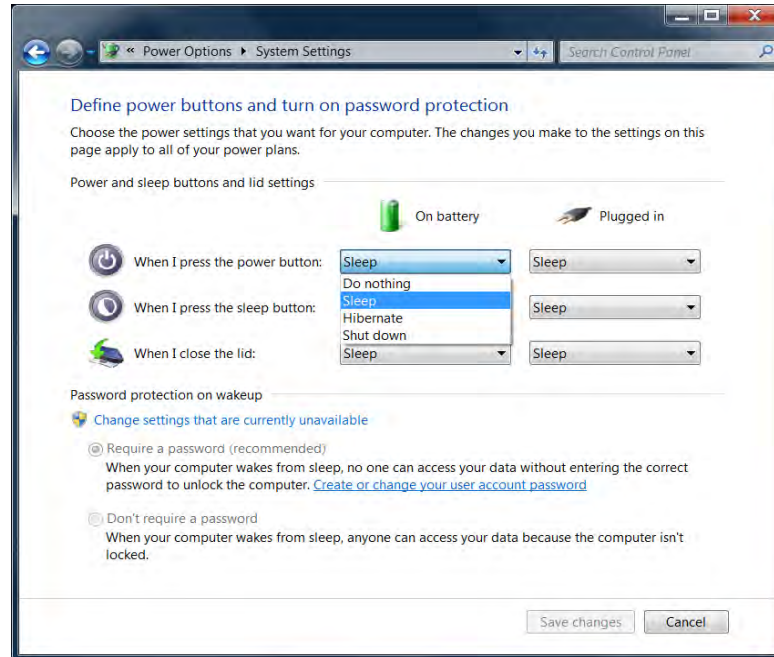 « Power Options ▸ System Settings
Search Control Panel
Define power buttons and turn on password protection
Choose the power settings that you want for your computer. The changes you make to the settings on this
page apply to all of your power plans.
Power and sleep buttons and lid settings
On battery Plugged in
When I press the power button: Sleep Sleep
Do nothing
Sleep
When I press the sleep button: Sleep
Hibernate
Shut down
When I close the lid: Sleep Sleep
Password protection on wakeup
Change settings that are currently unavailable
Require a password (recommended)
When your computer wakes from sleep, no one can access your data without entering the correct
password to unlock the computer. Create or change your user account password
Don't require a password
When your computer wakes from sleep, anyone can access your data because the computer isn't
locked.
Save changes Cancel